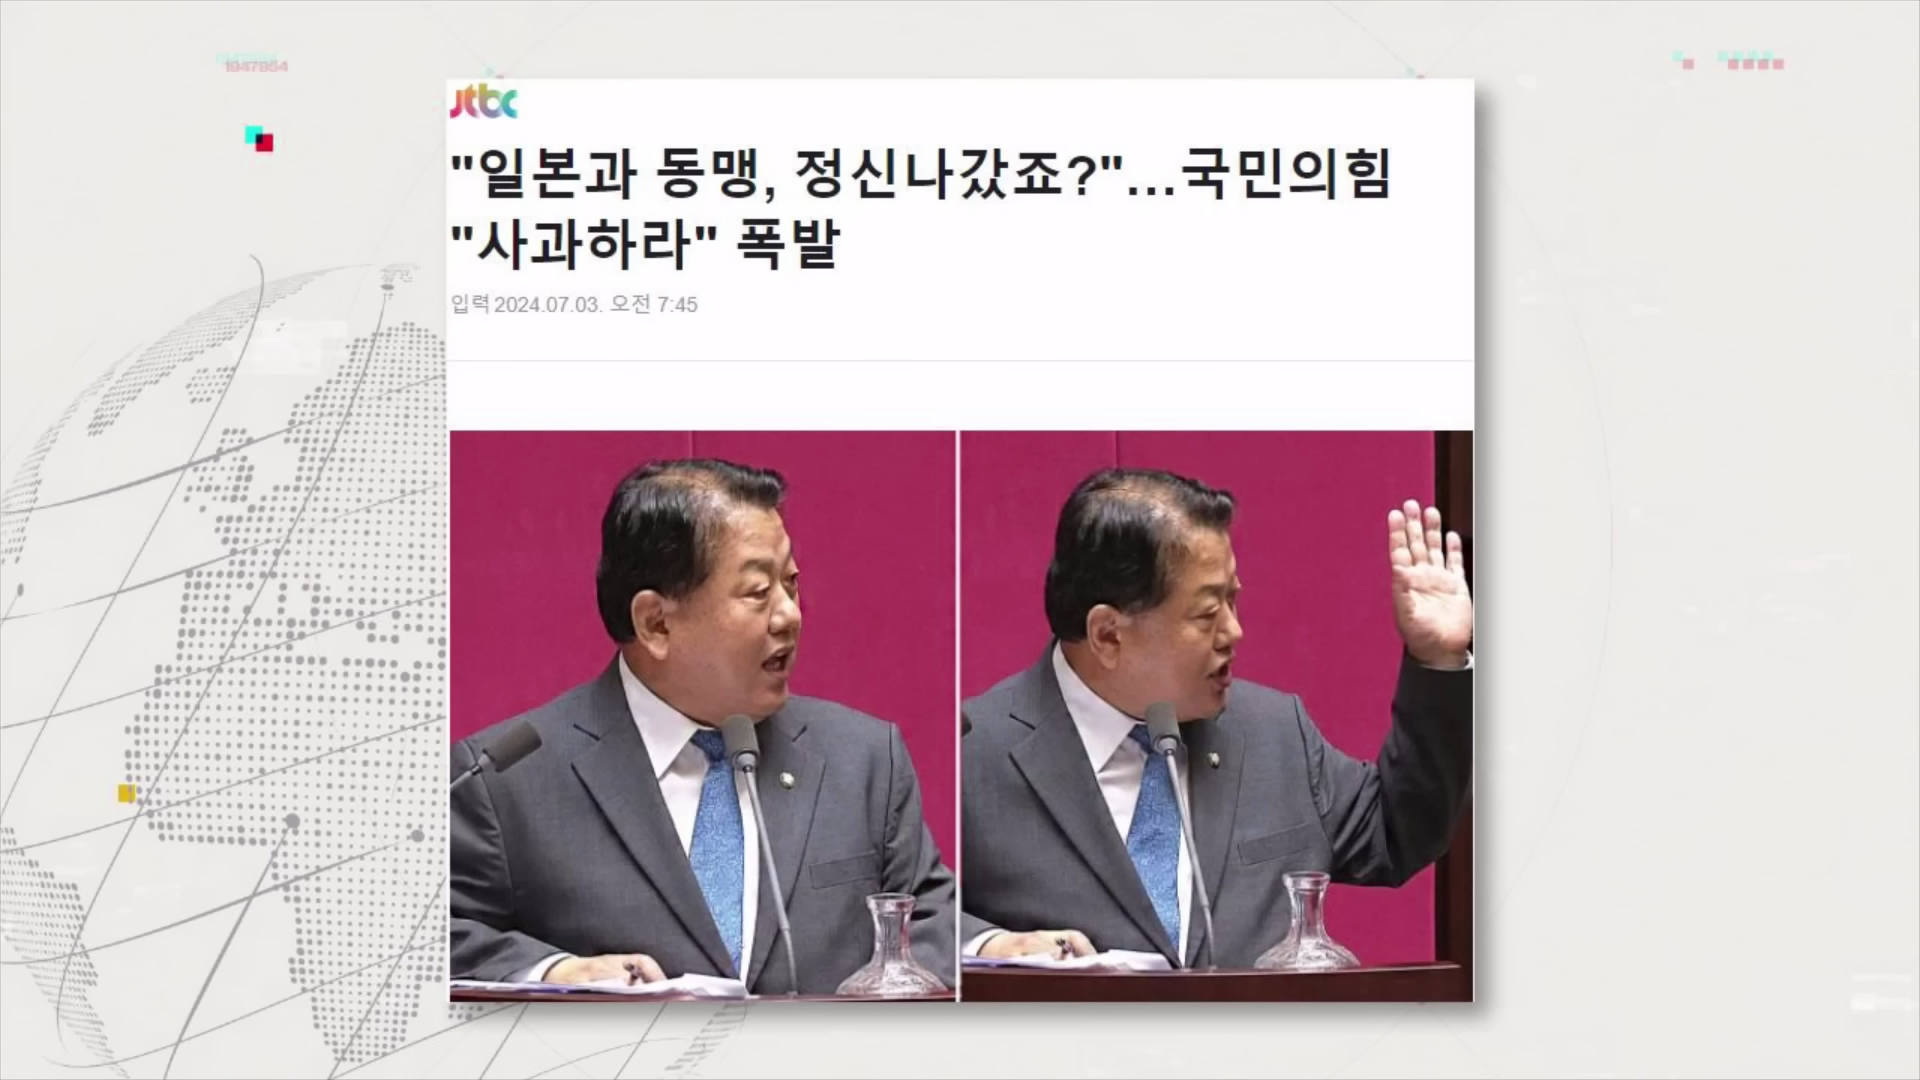 1947954
jtbc
"일본과 동맹, 정신나갔죠?"...국민의힘
"사과하라" 폭발
입력 2024.07.03. 오전 7:45